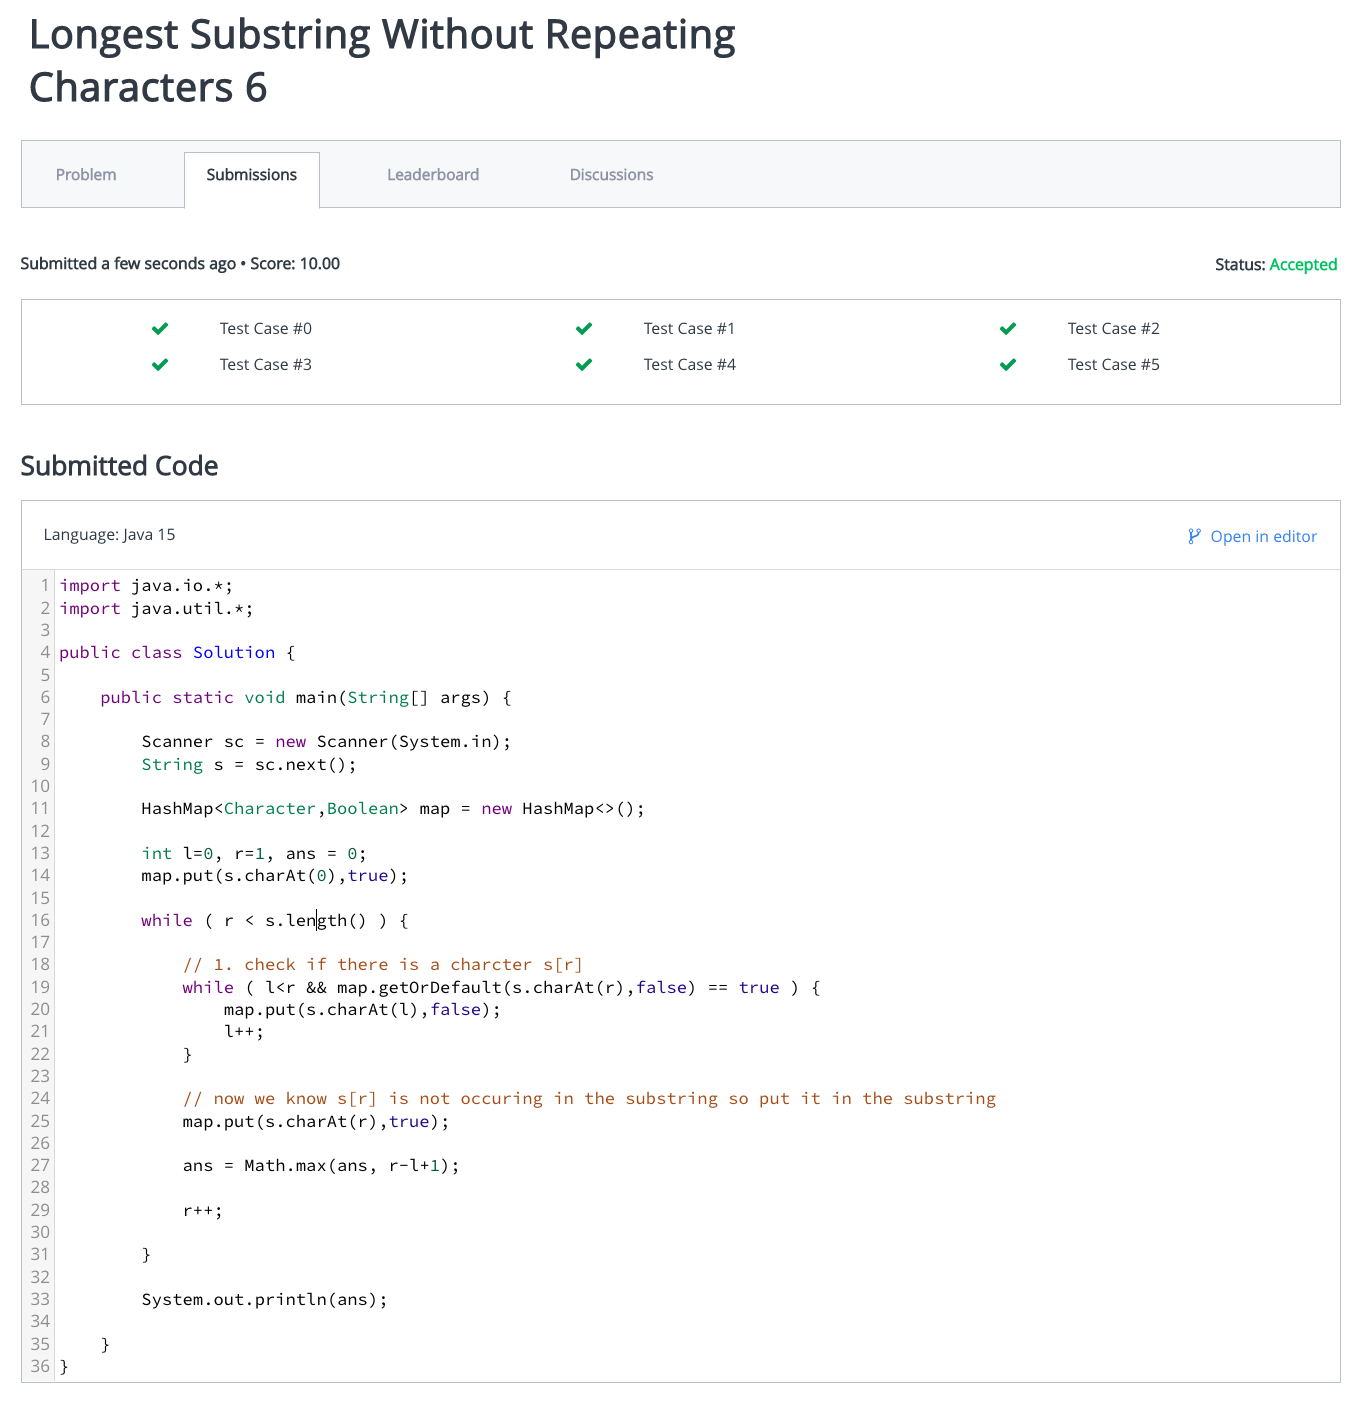 Longest Substring Without Repeating
Characters 6
Problem Submissions Leaderboard Discussions
Submitted a few seconds ago • Score: 10.00 Status: Accepted
Test Case #0 Test Case #1 Test Case #2
Test Case #3 Test Case #4 Test Case #5
Submitted Code
Language: Java 15 Open in editor
1 import java.io.*;
2 import java.util.*;
3
4 public class Solution {
5
6     public static void main(String[] args) {
7
8         Scanner sc = new Scanner(System.in);
9         String s = sc.next();
10
11         HashMap<Character,Boolean> map = new HashMap<>();
12
13         int l=0, r=1, ans = 0;
14         map.put(s.charAt(0),true);
15
16         while ( r < s.length() ) {
17
18             // 1. check if there is a charcter s[r]
19             while ( l<r && map.getOrDefault(s.charAt(r),false) == true ) {
20                 map.put(s.charAt(l),false);
21                 l++;
22             }
23
24             // now we know s[r] is not occuring in the substring so put it in the substring
25             map.put(s.charAt(r),true);
26
27             ans = Math.max(ans, r-l+1);
28
29             r++;
30
31         }
32
33         System.out.println(ans);
34
35     }
36 }